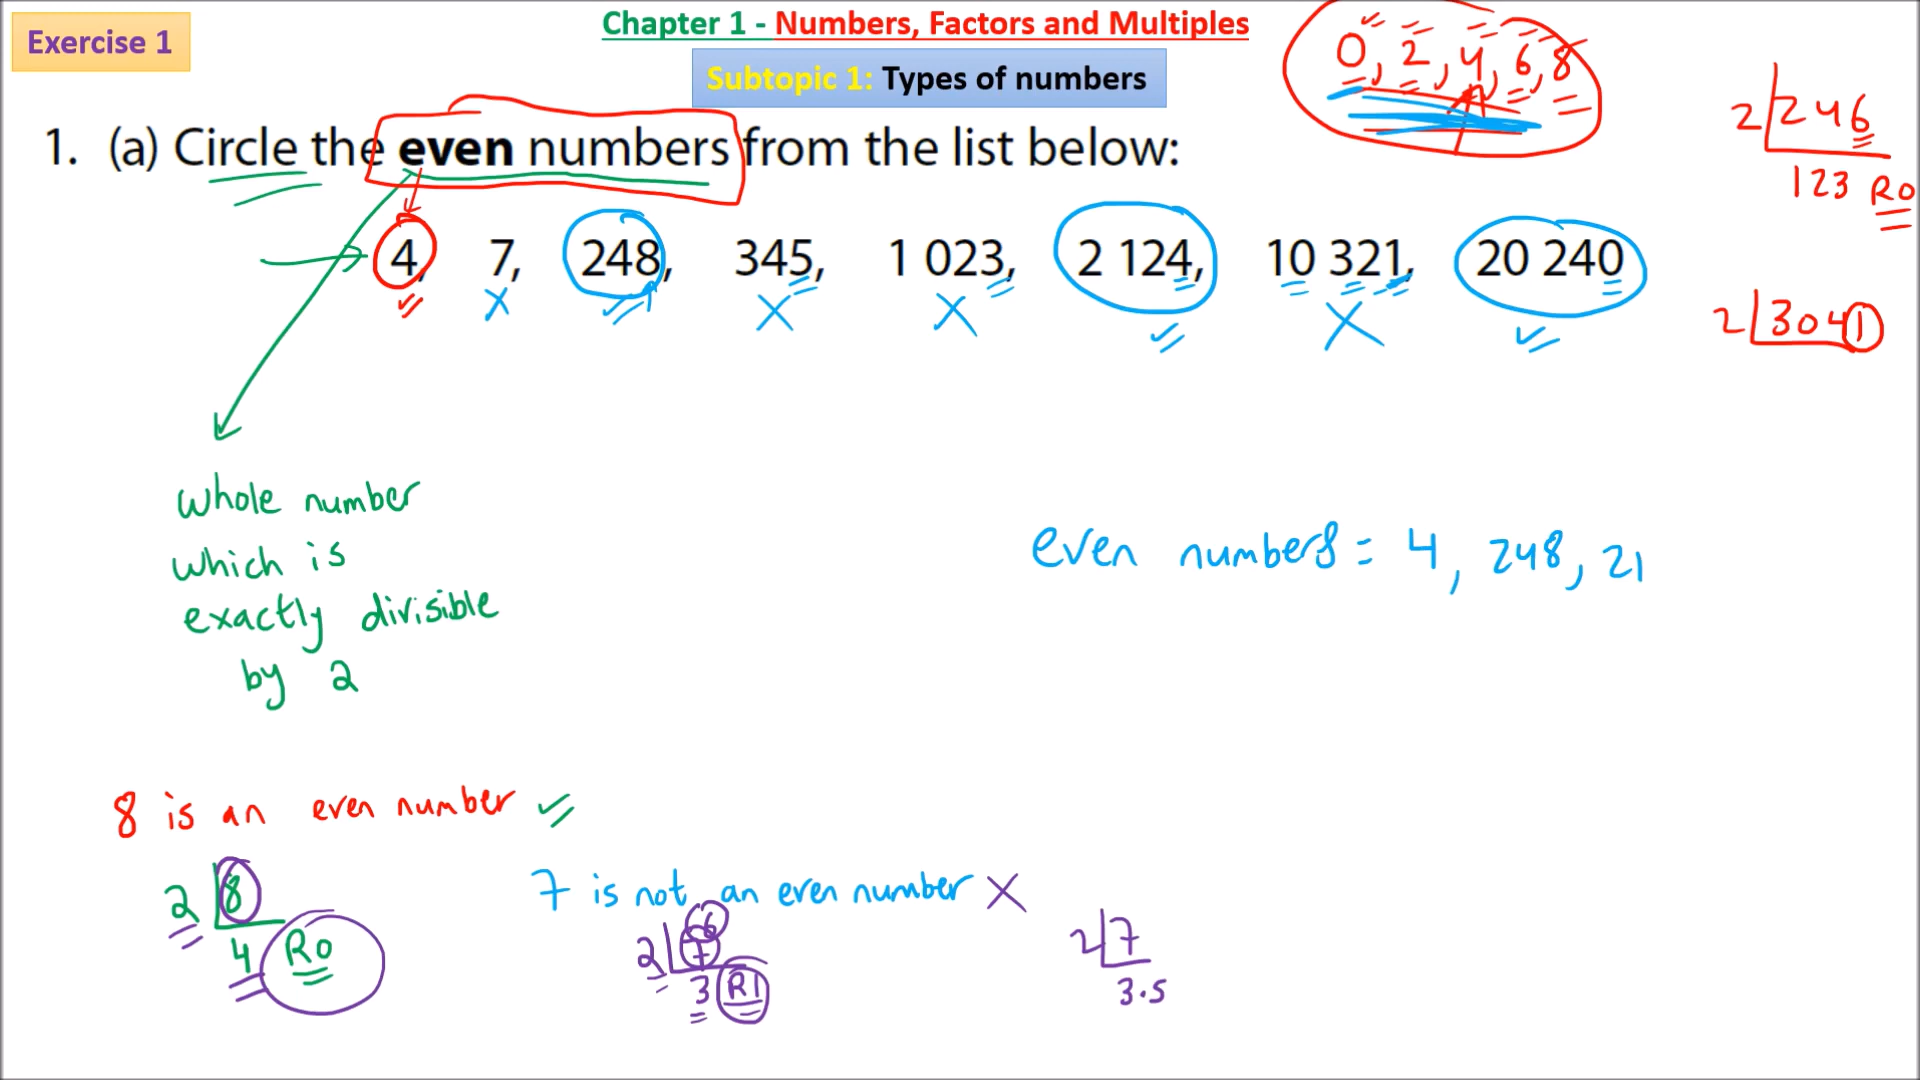 Exercise 1
Chapter 1 - Numbers, Factors and Multiples
Subtopic 1: Types of numbers
0, 2, 4, 6, 8
2 246
123 R0
1. (a) Circle the even numbers from the list below:
4, 7, 248, 345, 1 023, 2 124, 10 321, 20 240
2 3041
whole number
which is
exactly divisible
by 2
even numbers = 4, 248, 21
8 is an even number
2 8
4 R0
7 is not an even number
6
2 7
3 R1
2 7
3.5